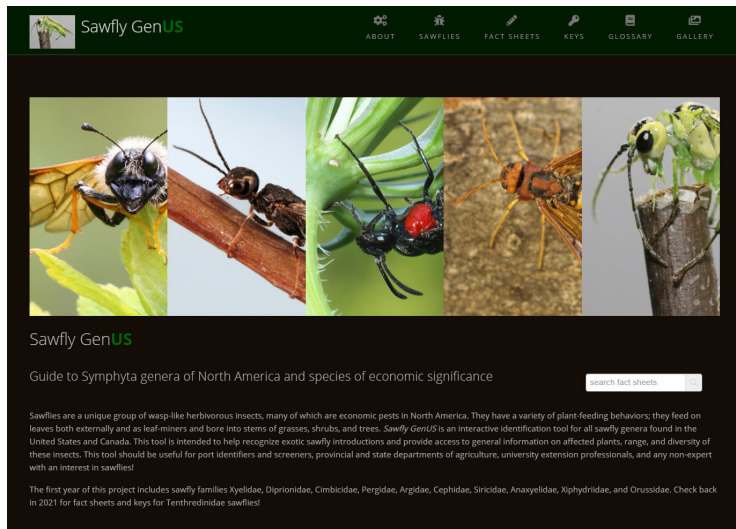 Sawfly GenUS
ABOUT SAWFLIES FACT SHEETS KEYS GLOSSARY GALLERY
Sawfly GenUS
Guide to Symphyta genera of North America and species of economic significance
search fact sheets
Sawflies are a unique group of wasp-like herbivorous insects, many of which are economic pests in North America. They have a variety of plant-feeding behaviors; they feed on
leaves both externally and as leaf-miners and bore into stems of grasses, shrubs, and trees. Sawfly GenUS is an interactive identification tool for all sawfly genera found in the
United States and Canada. This tool is intended to help recognize exotic sawfly introductions and provide access to general information on affected plants, range, and diversity of
these insects. This tool should be useful for port identifiers and screeners, provincial and state departments of agriculture, university extension professionals, and any non-expert
with an interest in sawflies!
The first year of this project includes sawfly families Xyelidae, Diprionidae, Cimbicidae, Pergidae, Argidae, Cephidae, Siricidae, Anaxyelidae, Xiphydriidae, and Orussidae. Check back
in 2021 for fact sheets and keys for Tenthredinidae sawflies!